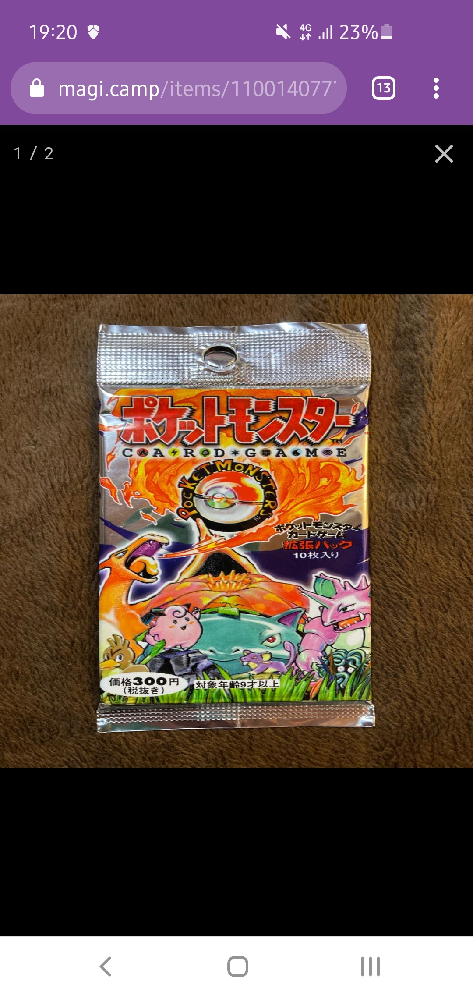 19:20
4G
23%
magi.camp/items/110014077
13
1 / 2
ポケットモンスター
TM
CARD GAME
POCKET MONSTERS
ポケットモンスター
カードゲーム
拡張パック
10枚入り
価格300円
(税抜き)
対象年齢9才以上